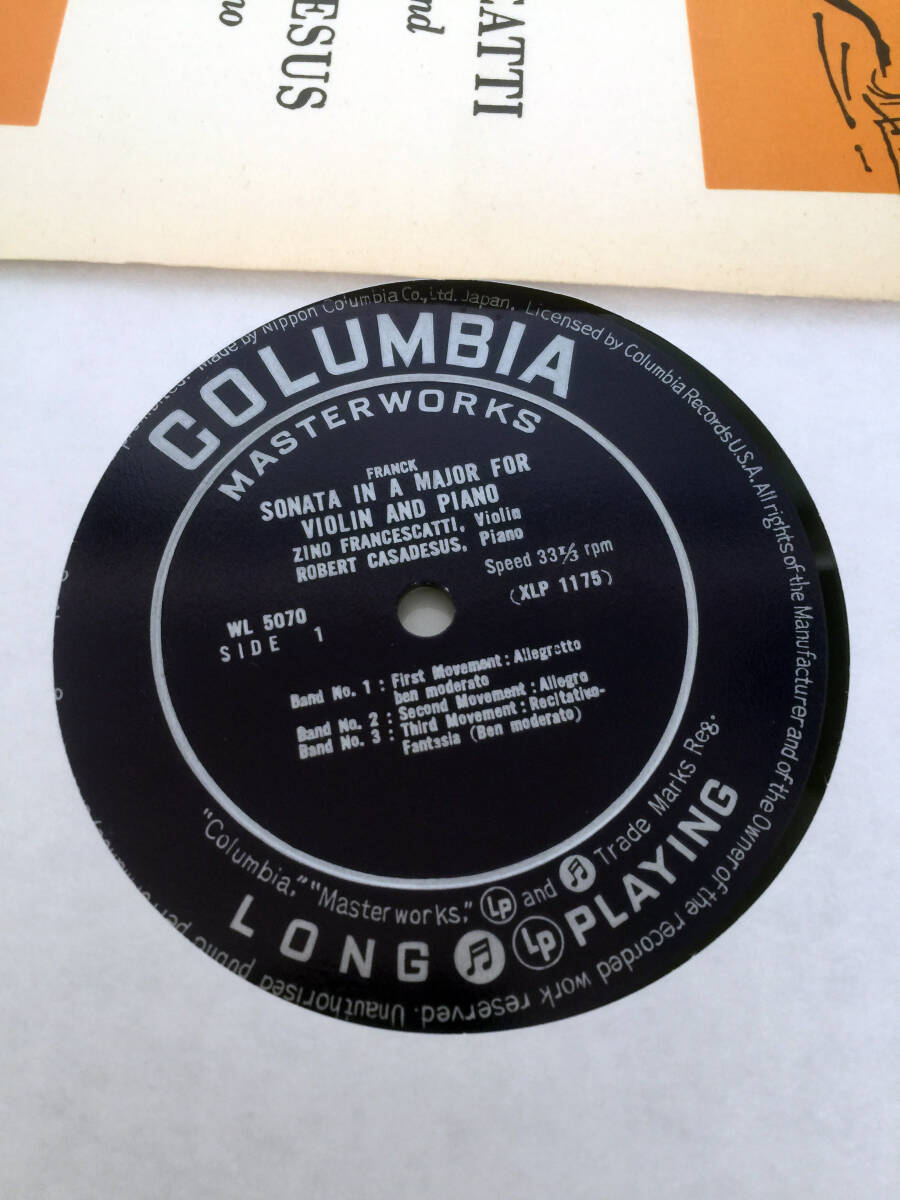 CATTI
nd
ESUS
no
Made by Nippon Columbia Co., Ltd. Japan. Licensed by Columbia Records U.S.A. All rights of the Manufacturer and of the Owner of the recorded work reserved. Unauthorised public
COLUMBIA
MASTERWORKS
FRANCK
SONATA IN A MAJOR FOR
VIOLIN AND PIANO
ZINO FRANCESCATTI, Violin
ROBERT CASADESUS, Piano
Speed 33⅓ rpm
WL 5070
(XLP 1175)
SIDE 1
Band No. 1 : First Movement : Allegretto
ben moderato
Band No. 2 : Second Movement : Allegro
Band No. 3 : Third Movement : Recitativo-
Fantasia (Ben moderato)
"Columbia," "Masterworks," Lp and Trade Marks Reg.
LONG Lp PLAYING